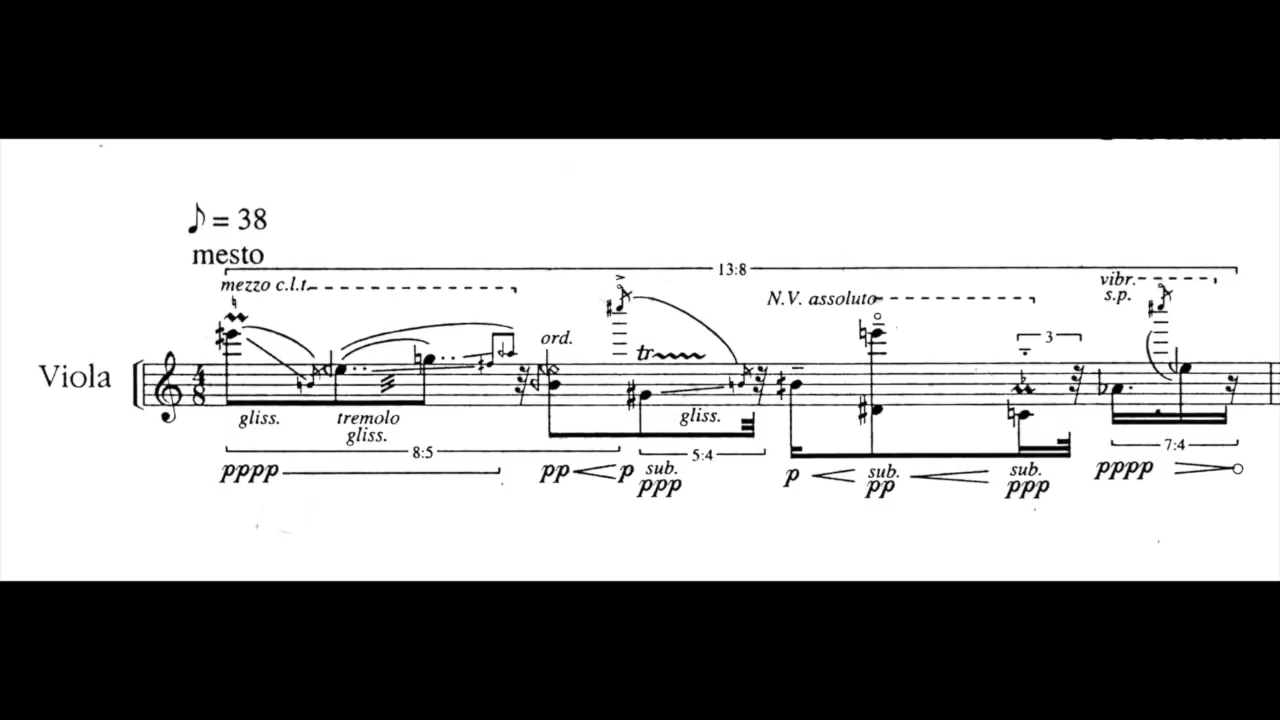 ♪ = 38
mesto
13:8
mezzo c.l.t.
vibr.
N.V. assoluto
s.p.
ord.
3
tr
Viola
4
8
gliss.
tremolo
gliss.
gliss.
8:5
5:4
7:4
pppp
pp
p
sub.
ppp
p
sub.
pp
sub.
ppp
pppp